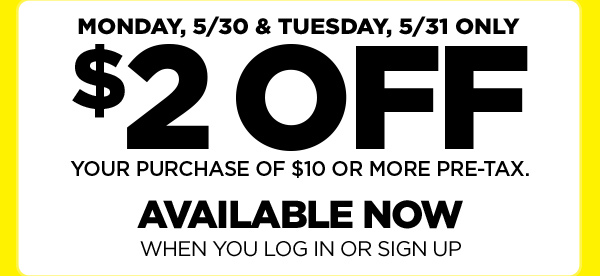 MONDAY, 5/30 & TUESDAY, 5/31 ONLY
$2 OFF
YOUR PURCHASE OF $10 OR MORE PRE-TAX.
AVAILABLE NOW
WHEN YOU LOG IN OR SIGN UP